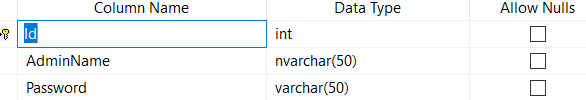 Column Name Data Type Allow Nulls
Id int
AdminName nvarchar(50)
Password varchar(50)